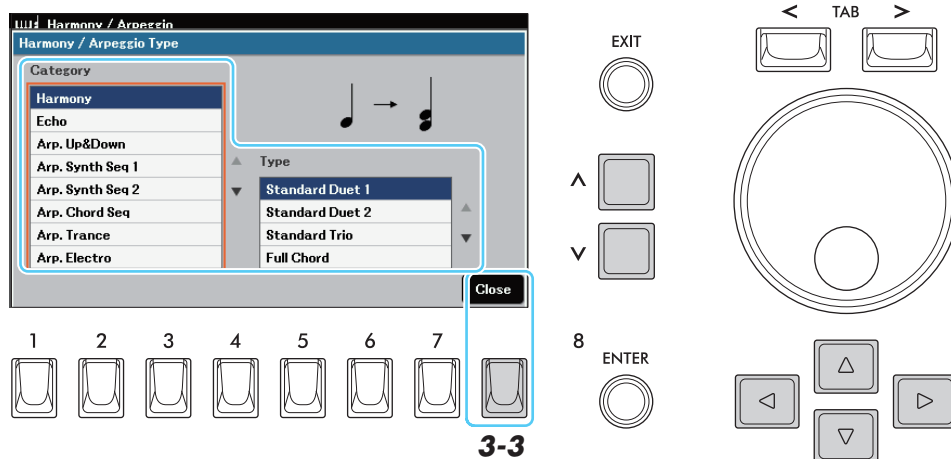 Harmony / Arpeggio
Harmony / Arpeggio Type
Category
Harmony
Echo
Arp. Up&Down
Arp. Synth Seq 1
Arp. Synth Seq 2
Arp. Chord Seq
Arp. Trance
Arp. Electro
Type
Standard Duet 1
Standard Duet 2
Standard Trio
Full Chord
Close
1 2 3 4 5 6 7 8
3-3
EXIT
ENTER
< TAB >